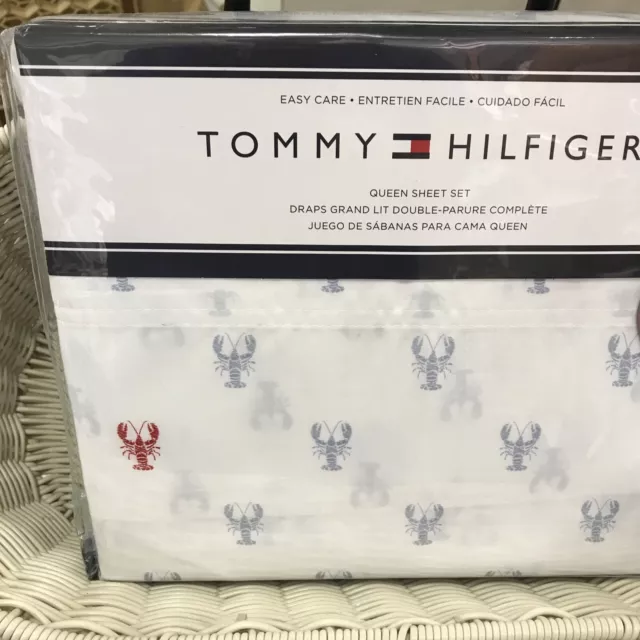 EASY CARE • ENTRETIEN FACILE • CUIDADO FÁCIL
TOMMY HILFIGER
QUEEN SHEET SET
DRAPS GRAND LIT DOUBLE-PARURE COMPLÈTE
JUEGO DE SÁBANAS PARA CAMA QUEEN